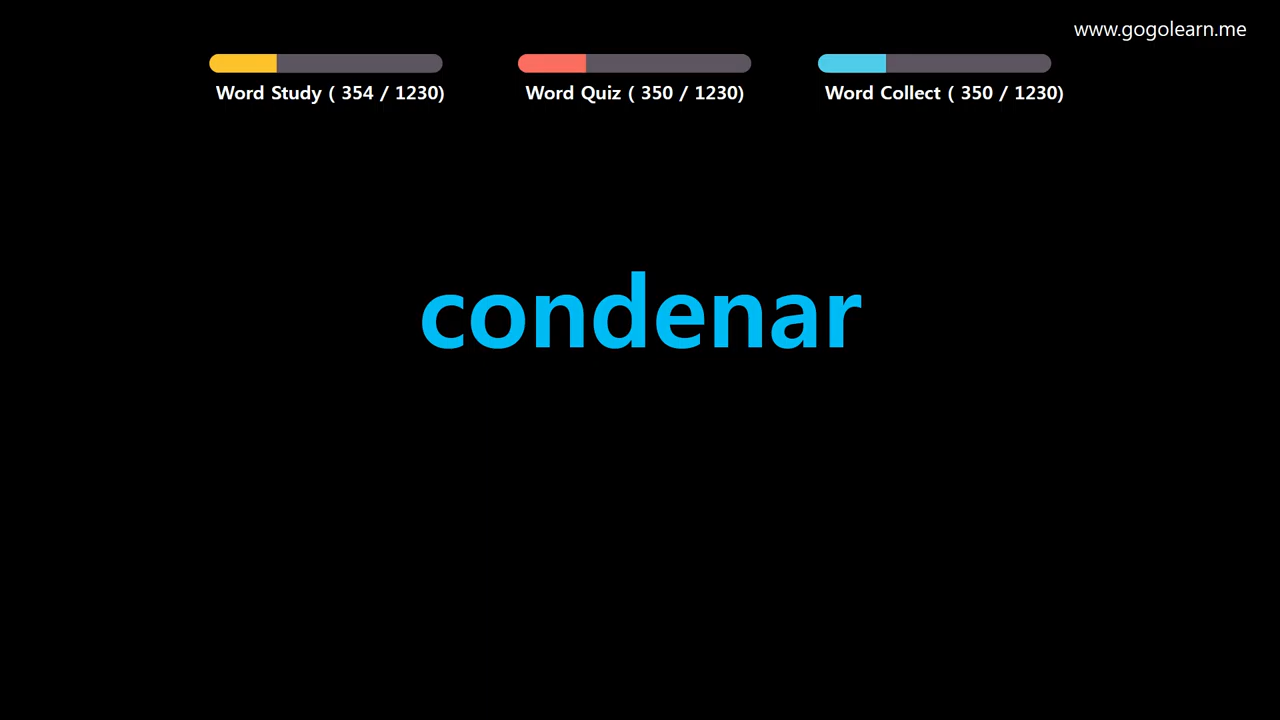 www.gogolearn.me
Word Study ( 354 / 1230)
Word Quiz ( 350 / 1230)
Word Collect ( 350 / 1230)
condenar